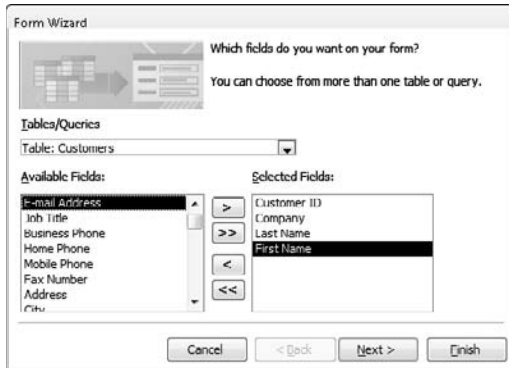 Form Wizard
Which fields do you want on your form?
You can choose from more than one table or query.
Tables/Queries
Table: Customers
Available Fields:
Selected Fields:
E-mail Address
Job Title
Business Phone
Home Phone
Mobile Phone
Fax Number
Address
City
>
>>
<
<<
Customer ID
Company
Last Name
First Name
Cancel
< Back
Next >
Finish